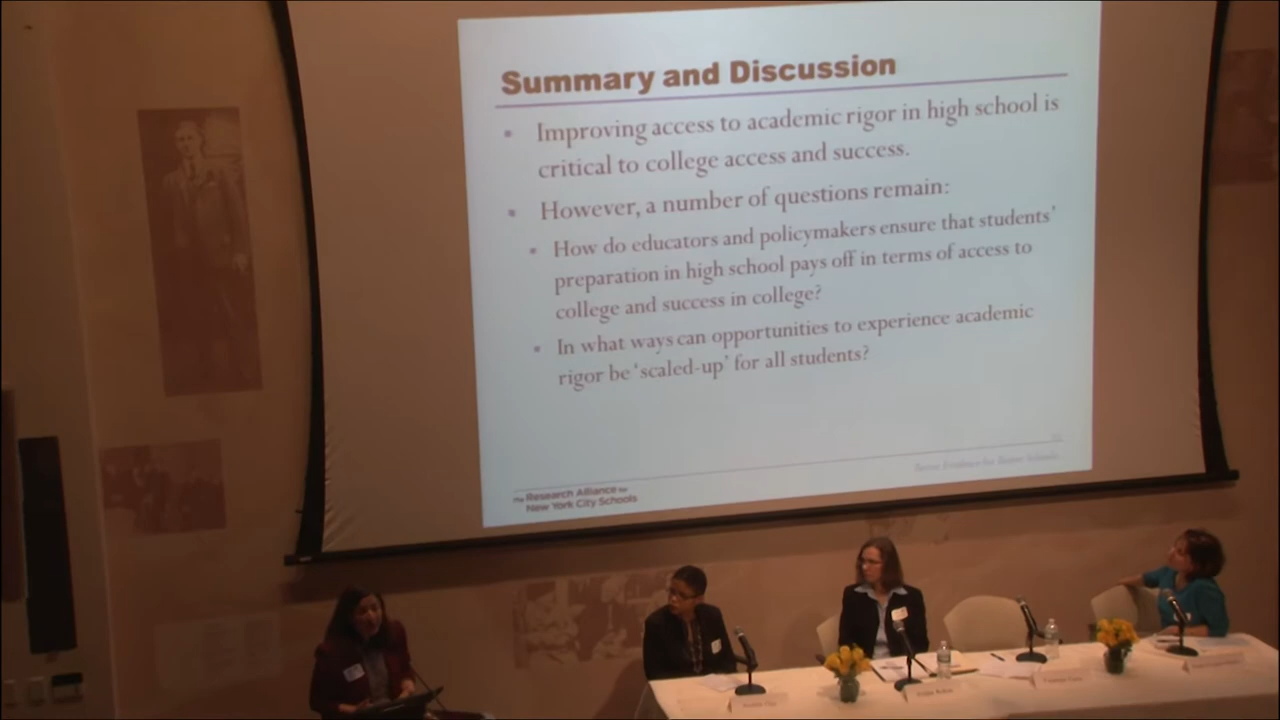 Summary and Discussion
Improving access to academic rigor in high school is
critical to college access and success.
However, a number of questions remain:
How do educators and policymakers ensure that students'
preparation in high school pays off in terms of access to
college and success in college?
In what ways can opportunities to experience academic
rigor be 'scaled-up' for all students?
The Research Alliance for
New York City Schools